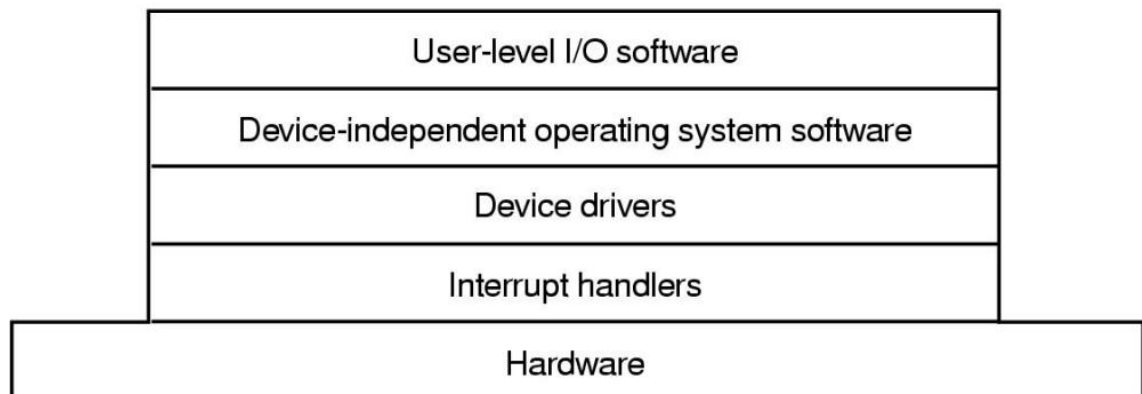 User-level I/O software
Device-independent operating system software
Device drivers
Interrupt handlers
Hardware